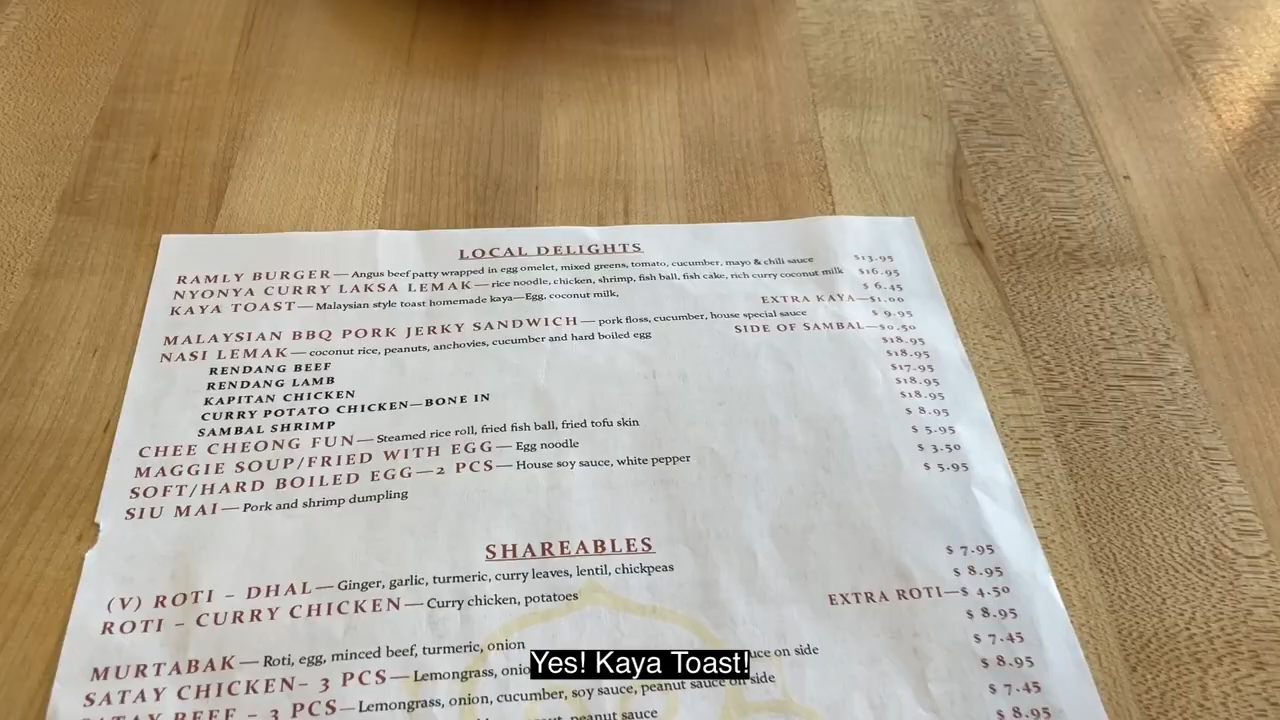 LOCAL DELIGHTS
RAMLY BURGER—Angus beef patty wrapped in egg omelet, mixed greens, tomato, cucumber, mayo & chili sauce $13.95
NYONYA CURRY LAKSA LEMAK—rice noodle, chicken, shrimp, fish ball, fish cake, rich curry coconut milk $16.95
KAYA TOAST—Malaysian style toast homemade kaya—Egg, coconut milk, $ 6.45
EXTRA KAYA—$1.00
MALAYSIAN BBQ PORK JERKY SANDWICH—pork floss, cucumber, house special sauce $ 9.95
NASI LEMAK—coconut rice, peanuts, anchovies, cucumber and hard boiled egg SIDE OF SAMBAL—$0.50
RENDANG BEEF $18.95
RENDANG LAMB $18.95
KAPITAN CHICKEN $17.95
CURRY POTATO CHICKEN—BONE IN $18.95
SAMBAL SHRIMP $18.95
CHEE CHEONG FUN—Steamed rice roll, fried fish ball, fried tofu skin $ 8.95
MAGGIE SOUP/FRIED WITH EGG—Egg noodle $ 5.95
SOFT/HARD BOILED EGG—2 PCS—House soy sauce, white pepper $ 3.50
SIU MAI—Pork and shrimp dumpling $ 5.95
SHAREABLES
(V) ROTI – DHAL—Ginger, garlic, turmeric, curry leaves, lentil, chickpeas $ 7.95
ROTI – CURRY CHICKEN—Curry chicken, potatoes $ 8.95
EXTRA ROTI—$ 4.50
MURTABAK—Roti, egg, minced beef, turmeric, onion $ 8.95
SATAY CHICKEN– 3 PCS—Lemongrass, on side $ 7.45
SATAY BEEF – 3 PCS—Lemongrass, onion, cucumber, soy sauce, peanut sauce on side $ 8.95
peanut sauce $ 7.45
$ 8.95
Yes! Kaya Toast!